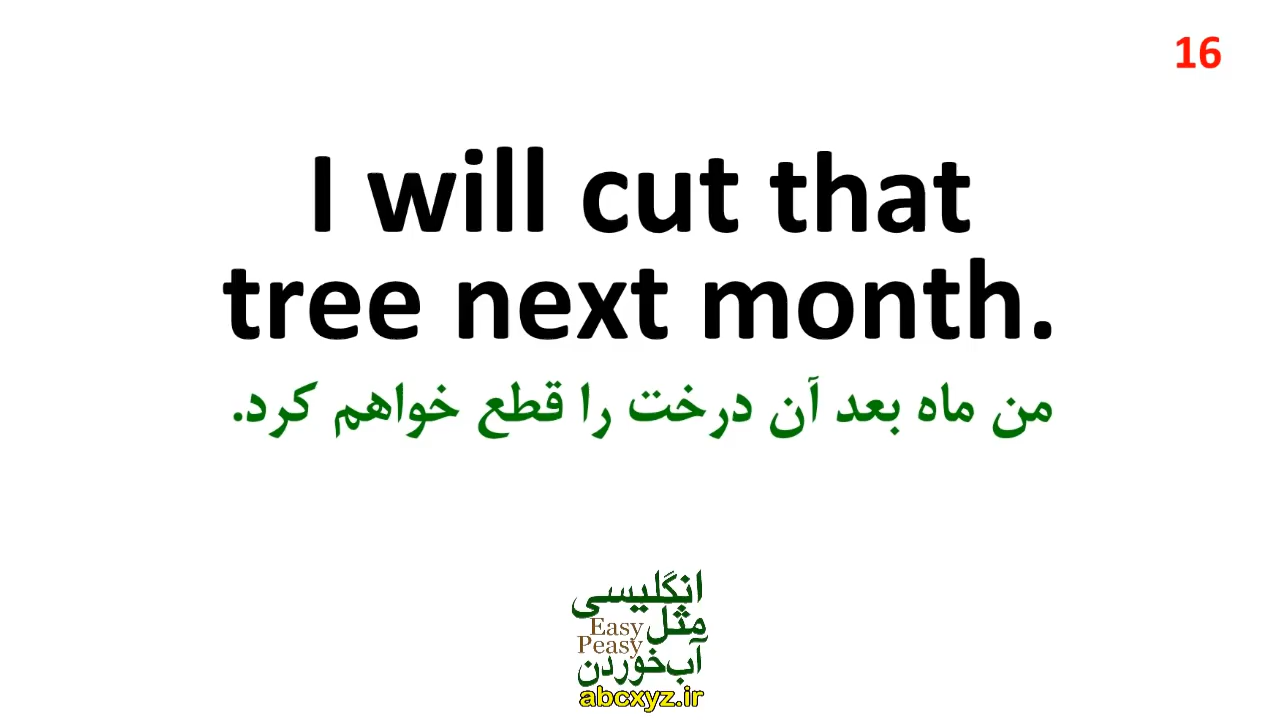 16
I will cut that
tree next month.
من ماه بعد آن درخت را قطع خواهم کرد.
انگلیسی
مثل
Easy
Peasy
آب‌خوردن
abcxyz.ir